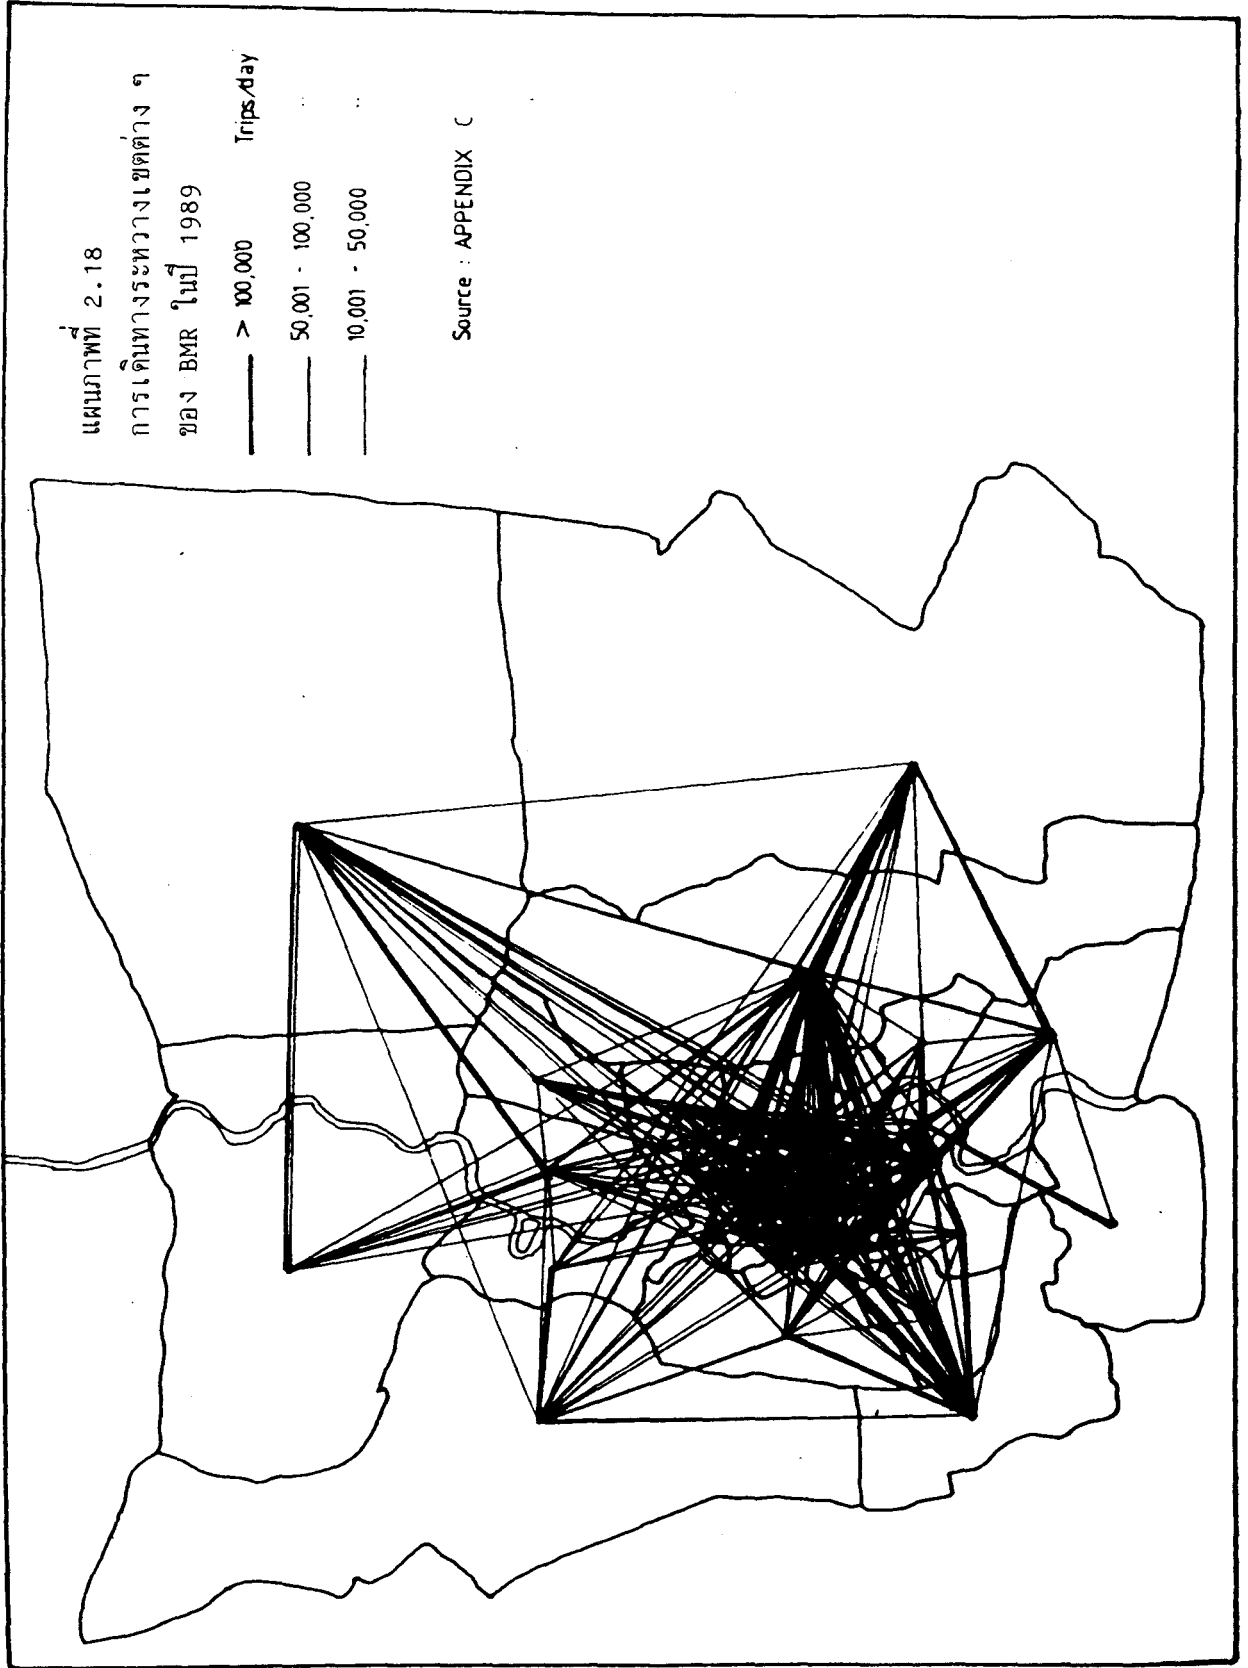 แผนภาพที่ 2.18
การเดินทางระหว่างเขตต่าง ๆ
ของ BMR ในปี 1989
> 100,000 Trips/day
50,001 - 100,000 ..
10,001 - 50,000 ..
Source : APPENDIX C